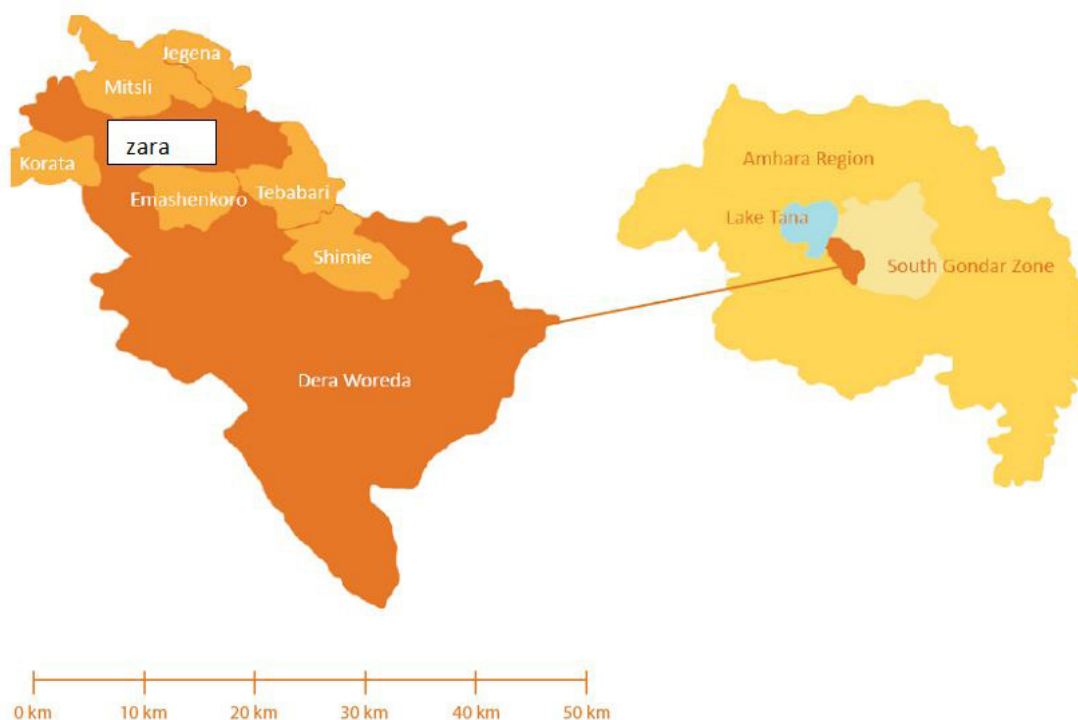 Jegena
Mitsli
zara
Korata
Emashenkoro
Tebabari
Shimie
Dera Woreda
Amhara Region
Lake Tana
South Gondar Zone
0 km 10 km 20 km 30 km 40 km 50 km